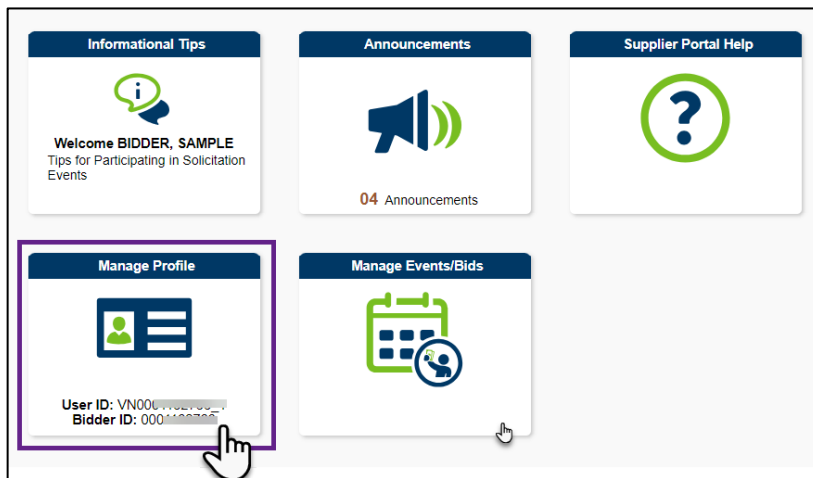 Informational Tips
Welcome BIDDER, SAMPLE
Tips for Participating in Solicitation
Events
Announcements
04 Announcements
Supplier Portal Help
Manage Profile
User ID:
Bidder ID:
Manage Events/Bids